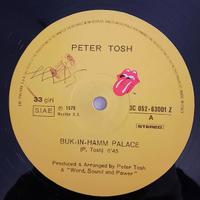 PETER TOSH
33 giri
S.I.A.E.
℗ 1979
3C 052-63001 Z
A
STEREO
BUK-IN-HAMM PALACE
(P. Tosh) 6'45
Produced & Arranged by Peter Tosh
& "Word, Sound and Power"